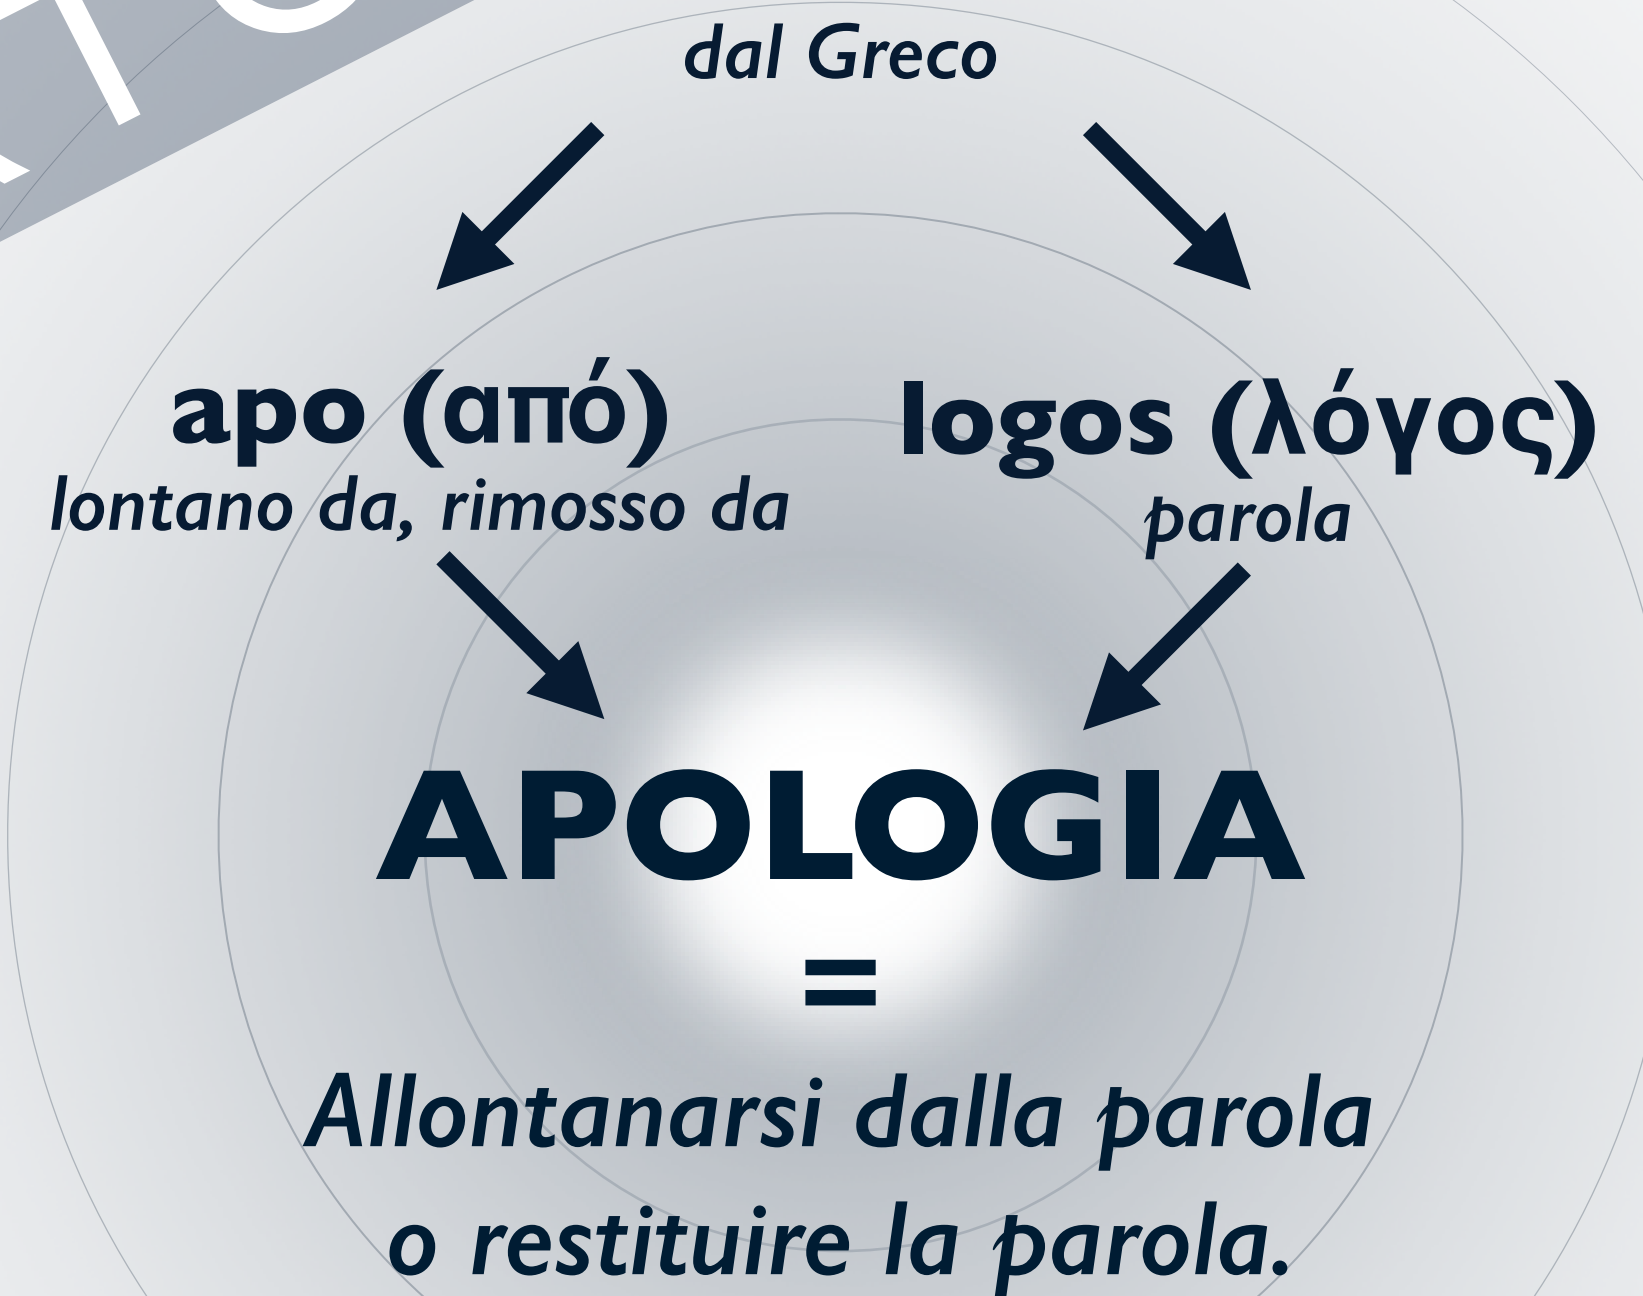 dal Greco
apo (από)
lontano da, rimosso da
logos (λόγος)
parola
APOLOGIA
=
Allontanarsi dalla parola
o restituire la parola.